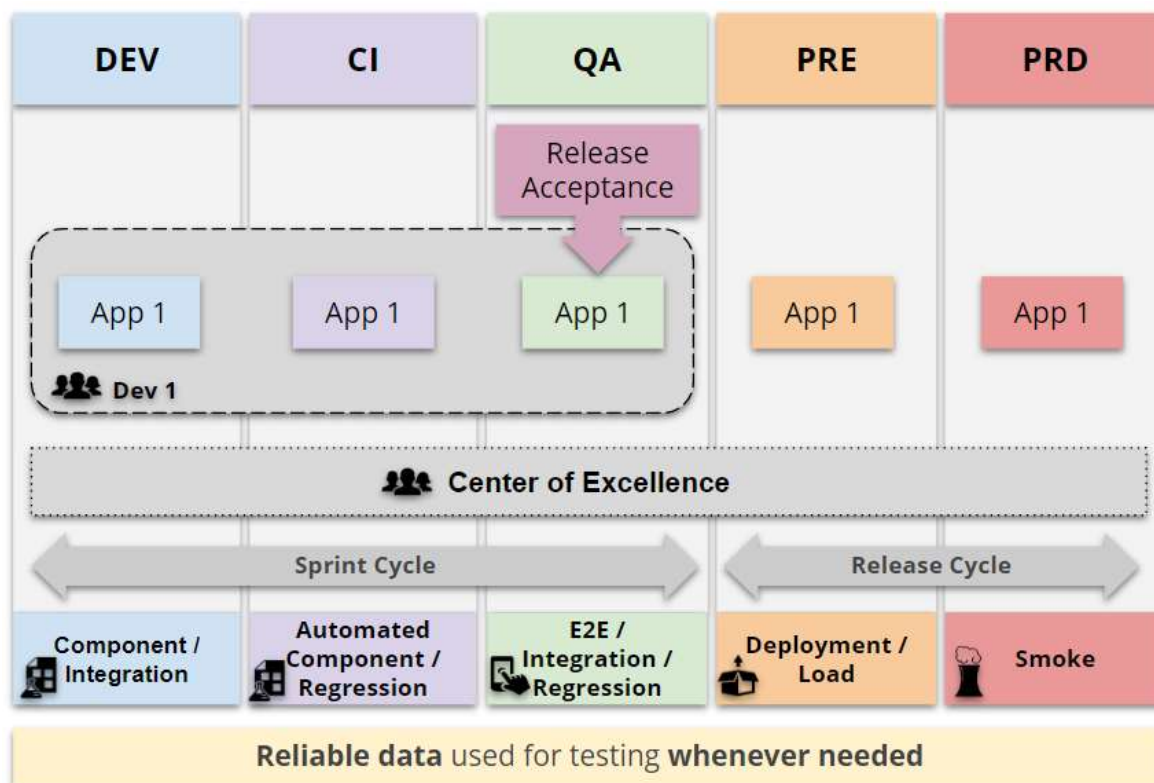 DEV
CI
QA
PRE
PRD
Release
Acceptance
App 1
App 1
App 1
App 1
App 1
Dev 1
Center of Excellence
Sprint Cycle
Release Cycle
Component /
Integration
Automated
Component /
Regression
E2E /
Integration /
Regression
Deployment /
Load
Smoke
Reliable data used for testing whenever needed